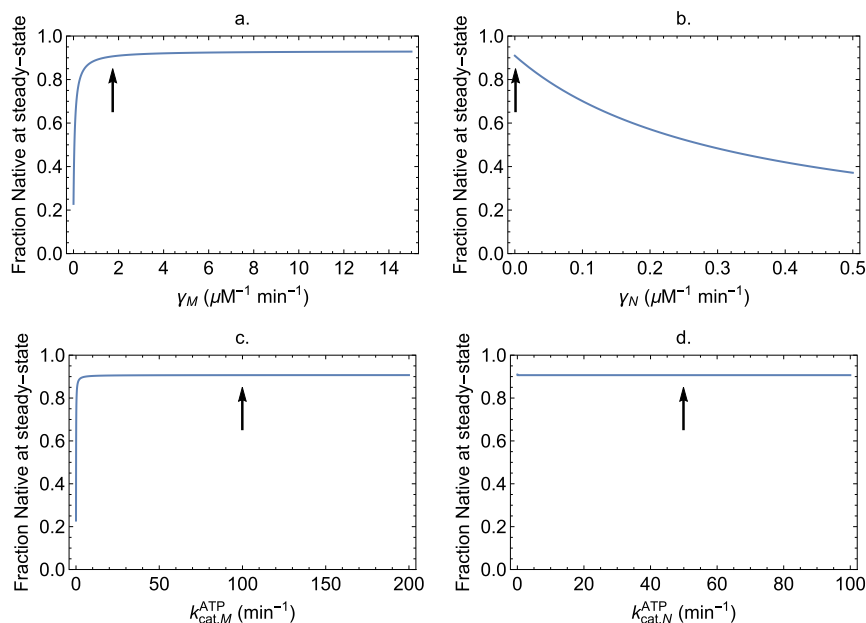 a.
Fraction Native at steady−state
1.0
0.8
0.6
0.4
0.2
0.0
0 2 4 6 8 10 12 14
γM (μM−1 min−1)
b.
Fraction Native at steady−state
1.0
0.8
0.6
0.4
0.2
0.0
0.0 0.1 0.2 0.3 0.4 0.5
γN (μM−1 min−1)
c.
Fraction Native at steady−state
1.0
0.8
0.6
0.4
0.2
0.0
0 50 100 150 200
kATPcat,M (min−1)
d.
Fraction Native at steady−state
1.0
0.8
0.6
0.4
0.2
0.0
0 20 40 60 80 100
kATPcat,N (min−1)